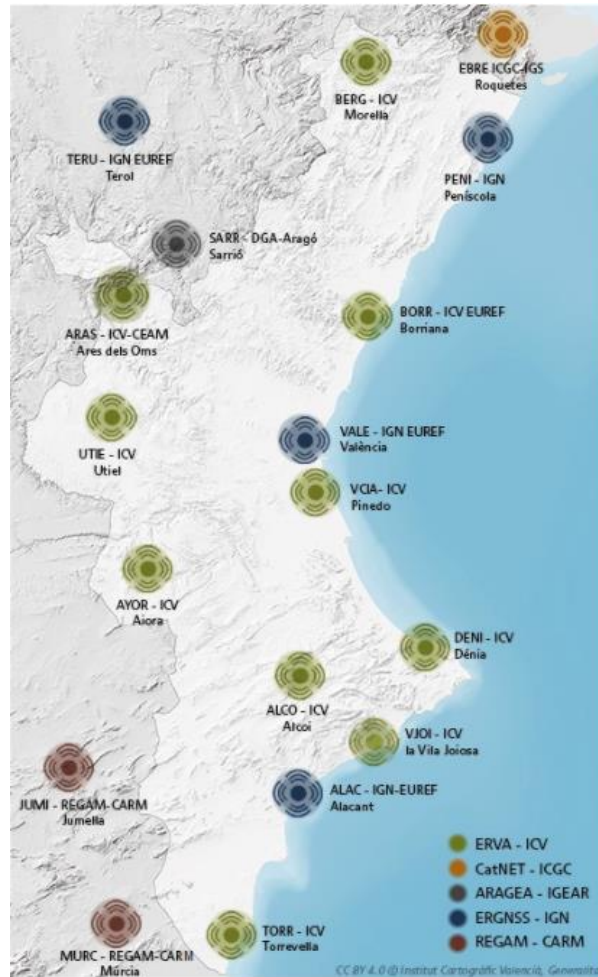 EBRE ICGC-IGS
Roquetes
BERG - ICV
Morella
TERU - IGN EUREF
Terol
PENI - IGN
Peníscola
SARR - DGA-Aragó
Sarrió
ARAS - ICV-CEAM
Ares dels Oms
BORR - ICV EUREF
Borriana
UTIE - ICV
Utiel
VALE - IGN EUREF
València
VCIA- ICV
Pinedo
AYOR - ICV
Aiora
DENI - ICV
Dénia
ALCO - ICV
Alcoi
VJOI - ICV
la Vila Joiosa
JUMI - REGAM-CARM
Jumella
ALAC - IGN-EUREF
Alacant
ERVA - ICV
CatNET - ICGC
ARAGEA - IGEAR
ERGNSS - IGN
REGAM - CARM
MURC - REGAM-CARM
Múrcia
TORR - ICV
Torrevella
CC BY 4.0 © Institut Cartogràfic Valencià, Generalitat